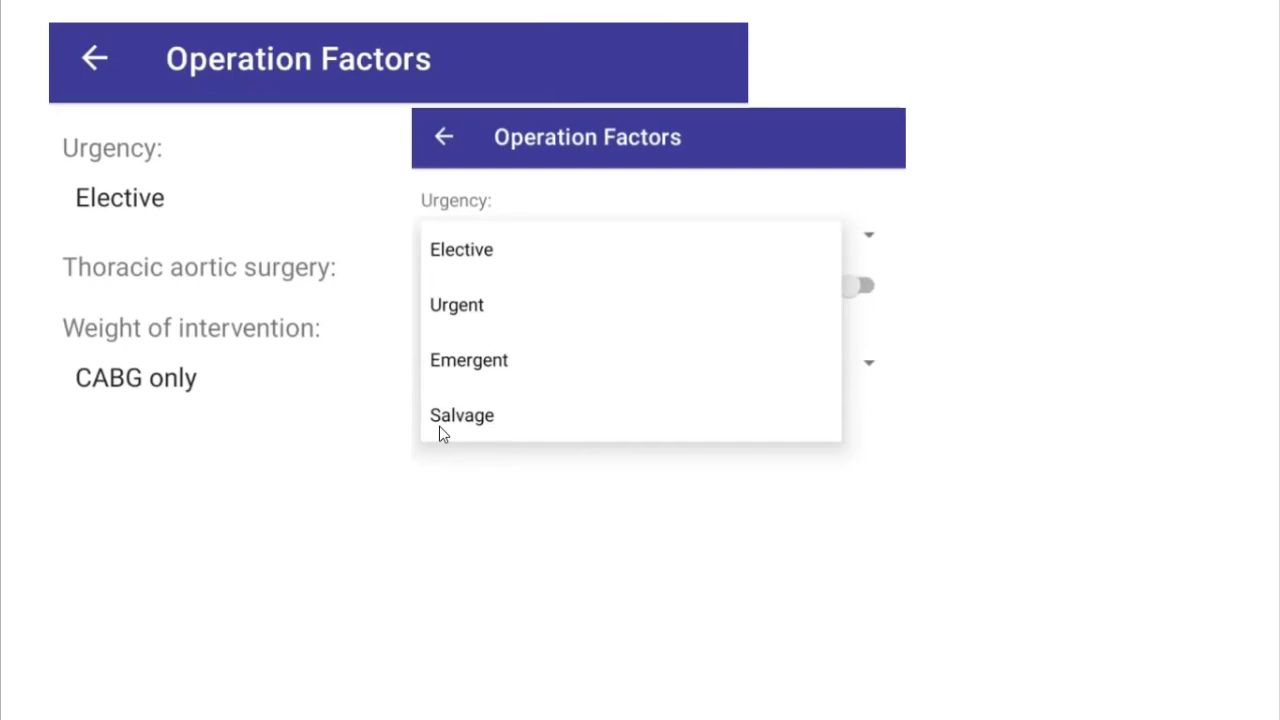 Operation Factors
Urgency:
Elective
Thoracic aortic surgery:
Weight of intervention:
CABG only
Operation Factors
Urgency:
Elective
Urgent
Emergent
Salvage